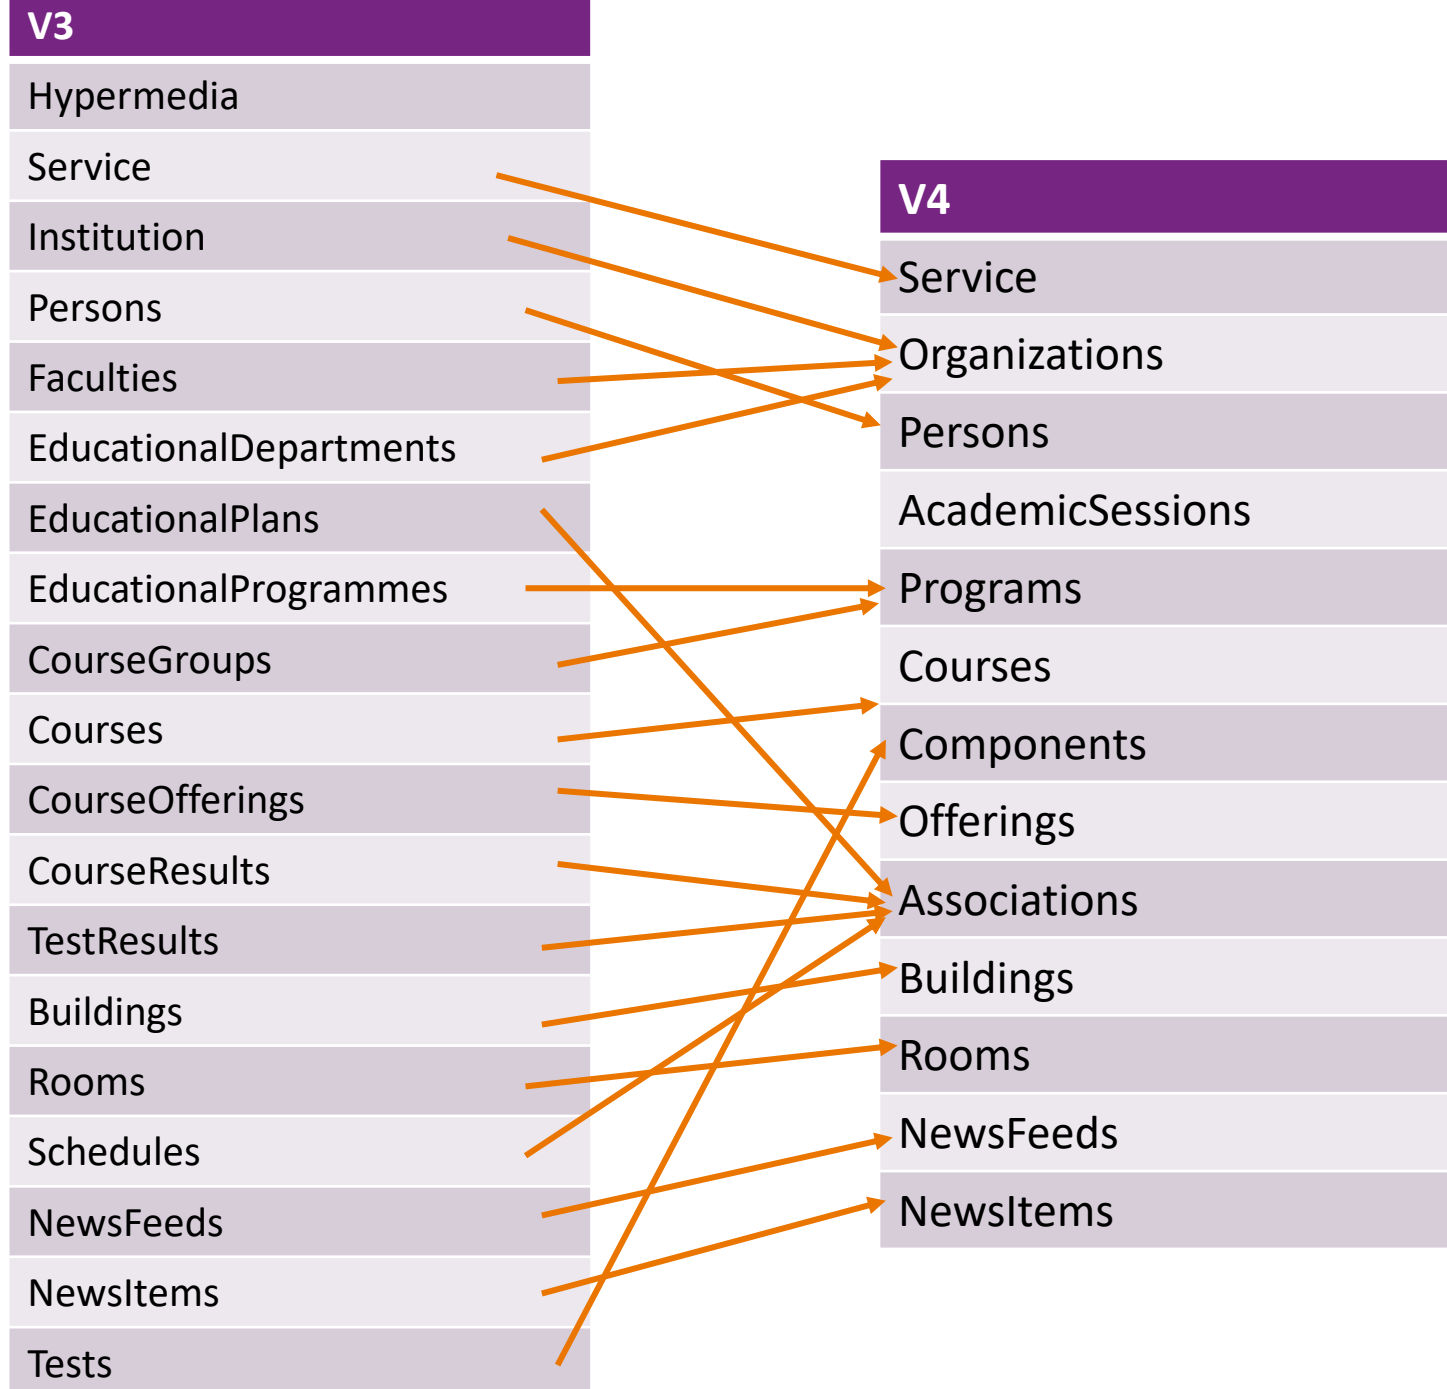 V3
Hypermedia
Service
Institution
Persons
Faculties
EducationalDepartments
EducationalPlans
EducationalProgrammes
CourseGroups
Courses
CourseOfferings
CourseResults
TestResults
Buildings
Rooms
Schedules
NewsFeeds
NewsItems
Tests
V4
Service
Organizations
Persons
AcademicSessions
Programs
Courses
Components
Offerings
Associations
Buildings
Rooms
NewsFeeds
NewsItems